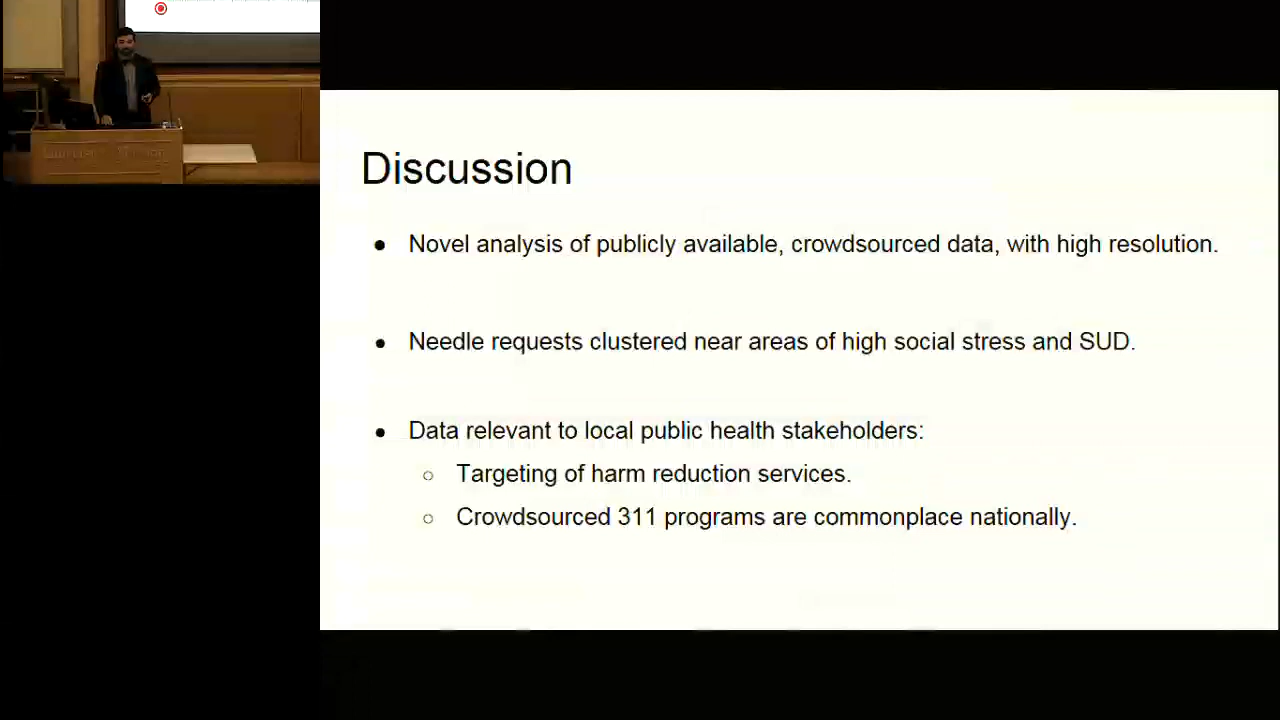 Discussion
Novel analysis of publicly available, crowdsourced data, with high resolution.
Needle requests clustered near areas of high social stress and SUD.
Data relevant to local public health stakeholders:
Targeting of harm reduction services.
Crowdsourced 311 programs are commonplace nationally.